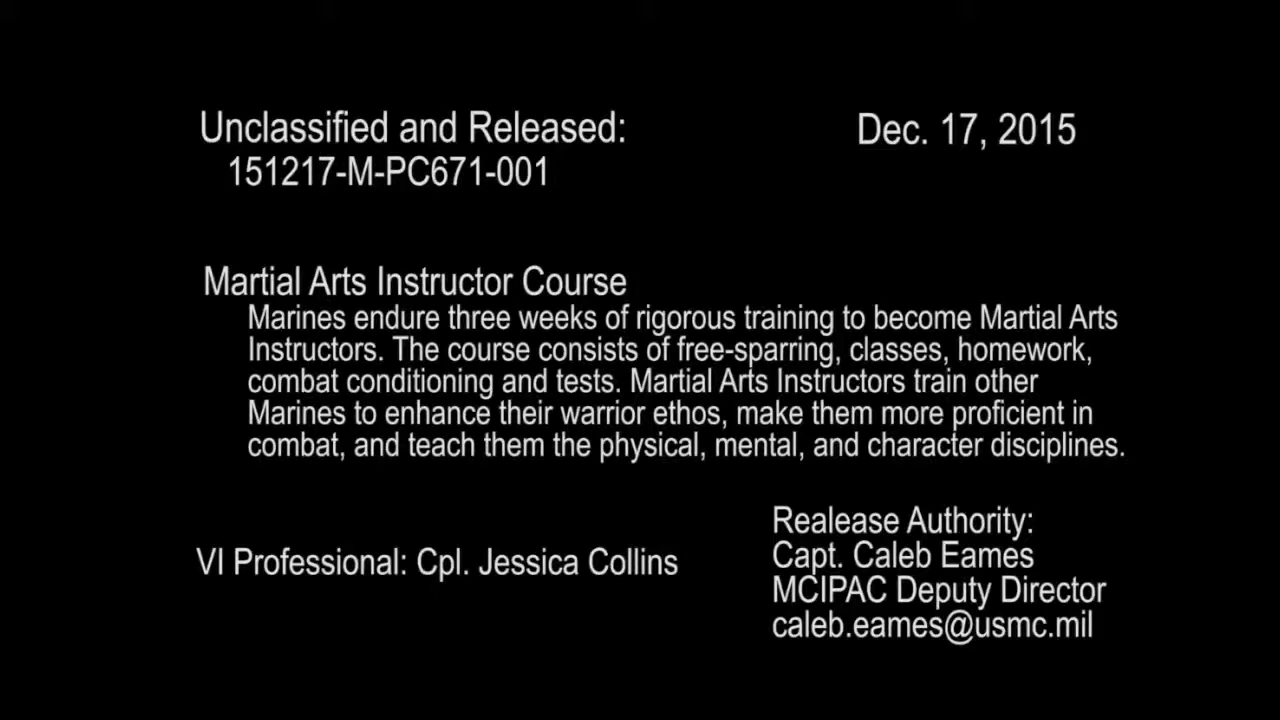 Unclassified and Released:
Dec. 17, 2015
151217-M-PC671-001
Martial Arts Instructor Course
Marines endure three weeks of rigorous training to become Martial Arts
Instructors. The course consists of free-sparring, classes, homework,
combat conditioning and tests. Martial Arts Instructors train other
Marines to enhance their warrior ethos, make them more proficient in
combat, and teach them the physical, mental, and character disciplines.
VI Professional: Cpl. Jessica Collins
Realease Authority:
Capt. Caleb Eames
MCIPAC Deputy Director
caleb.eames@usmc.mil